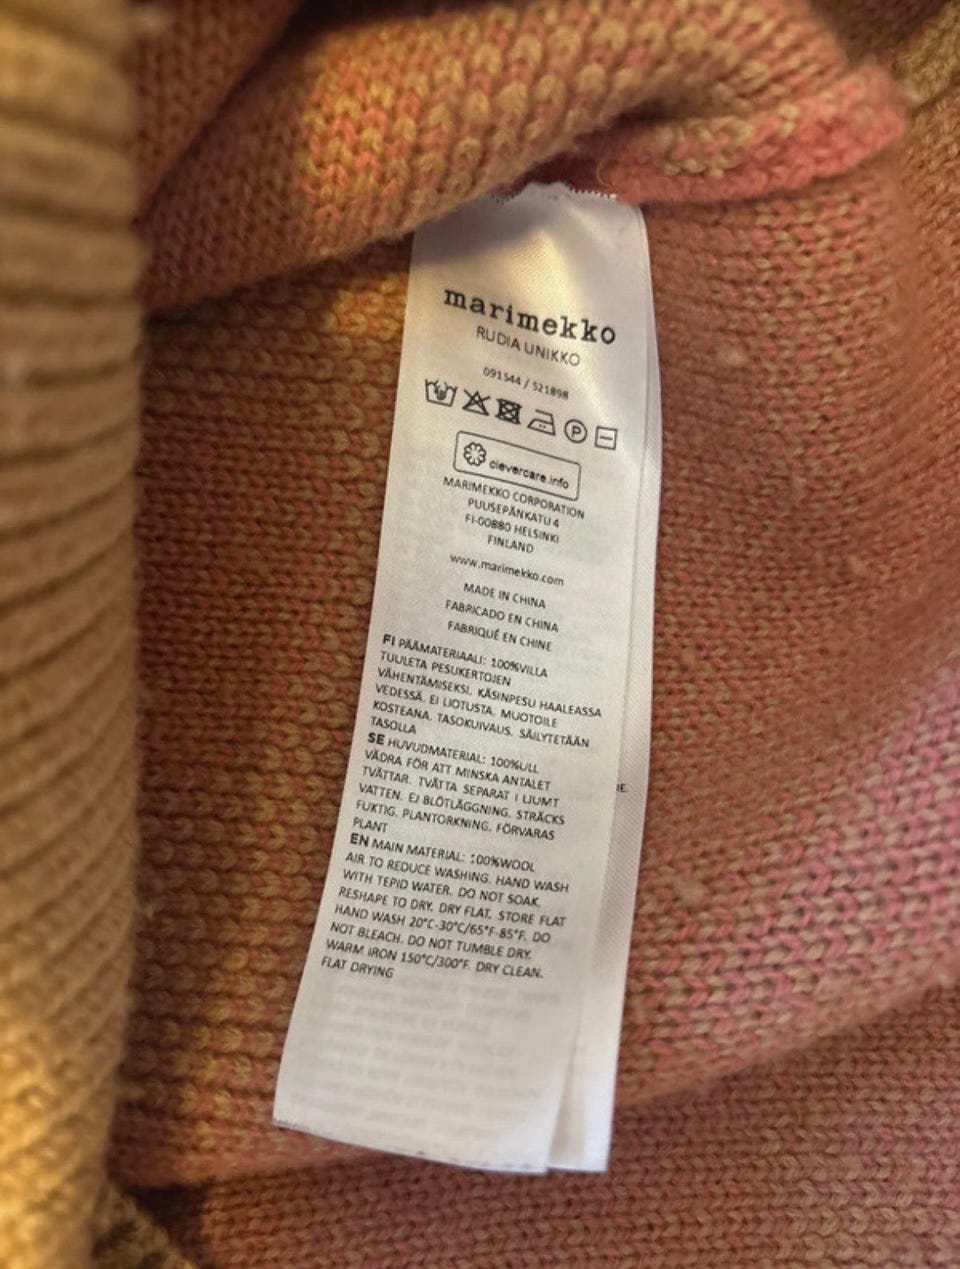 marimekko
RUDIA UNIKKO
091544 / 521898
P
clevercare.info
MARIMEKKO CORPORATION
PUUSEPÄNKATU 4
FI-00880 HELSINKI
FINLAND
www.marimekko.com
MADE IN CHINA
FABRICADO EN CHINA
FABRIQUÉ EN CHINE
FI PÄÄMATERIAALI: 100%VILLA
TUULETA PESUKERTOJEN
VÄHENTÄMISEKSI. KÄSINPESU HAALEASSA
VEDESSÄ. EI LIOTUSTA. MUOTOILE
KOSTEANA. TASOKUIVAUS. SÄILYTETÄÄN
TASOLLA
SE HUVUDMATERIAL: 100%ULL
VÄDRA FÖR ATT MINSKA ANTALET
TVÄTTAR. TVÄTTA SEPARAT I LJUMT
VATTEN. EJ BLÖTLÄGGNING. STRÄCKS
FUKTIG. PLANTORKNING. FÖRVARAS
PLANT
EN MAIN MATERIAL: 100%WOOL
AIR TO REDUCE WASHING. HAND WASH
WITH TEPID WATER. DO NOT SOAK.
RESHAPE TO DRY. DRY FLAT. STORE FLAT
HAND WASH 20°C-30°C/65°F-85°F. DO
NOT BLEACH. DO NOT TUMBLE DRY.
WARM IRON 150°C/300°F. DRY CLEAN.
FLAT DRYING